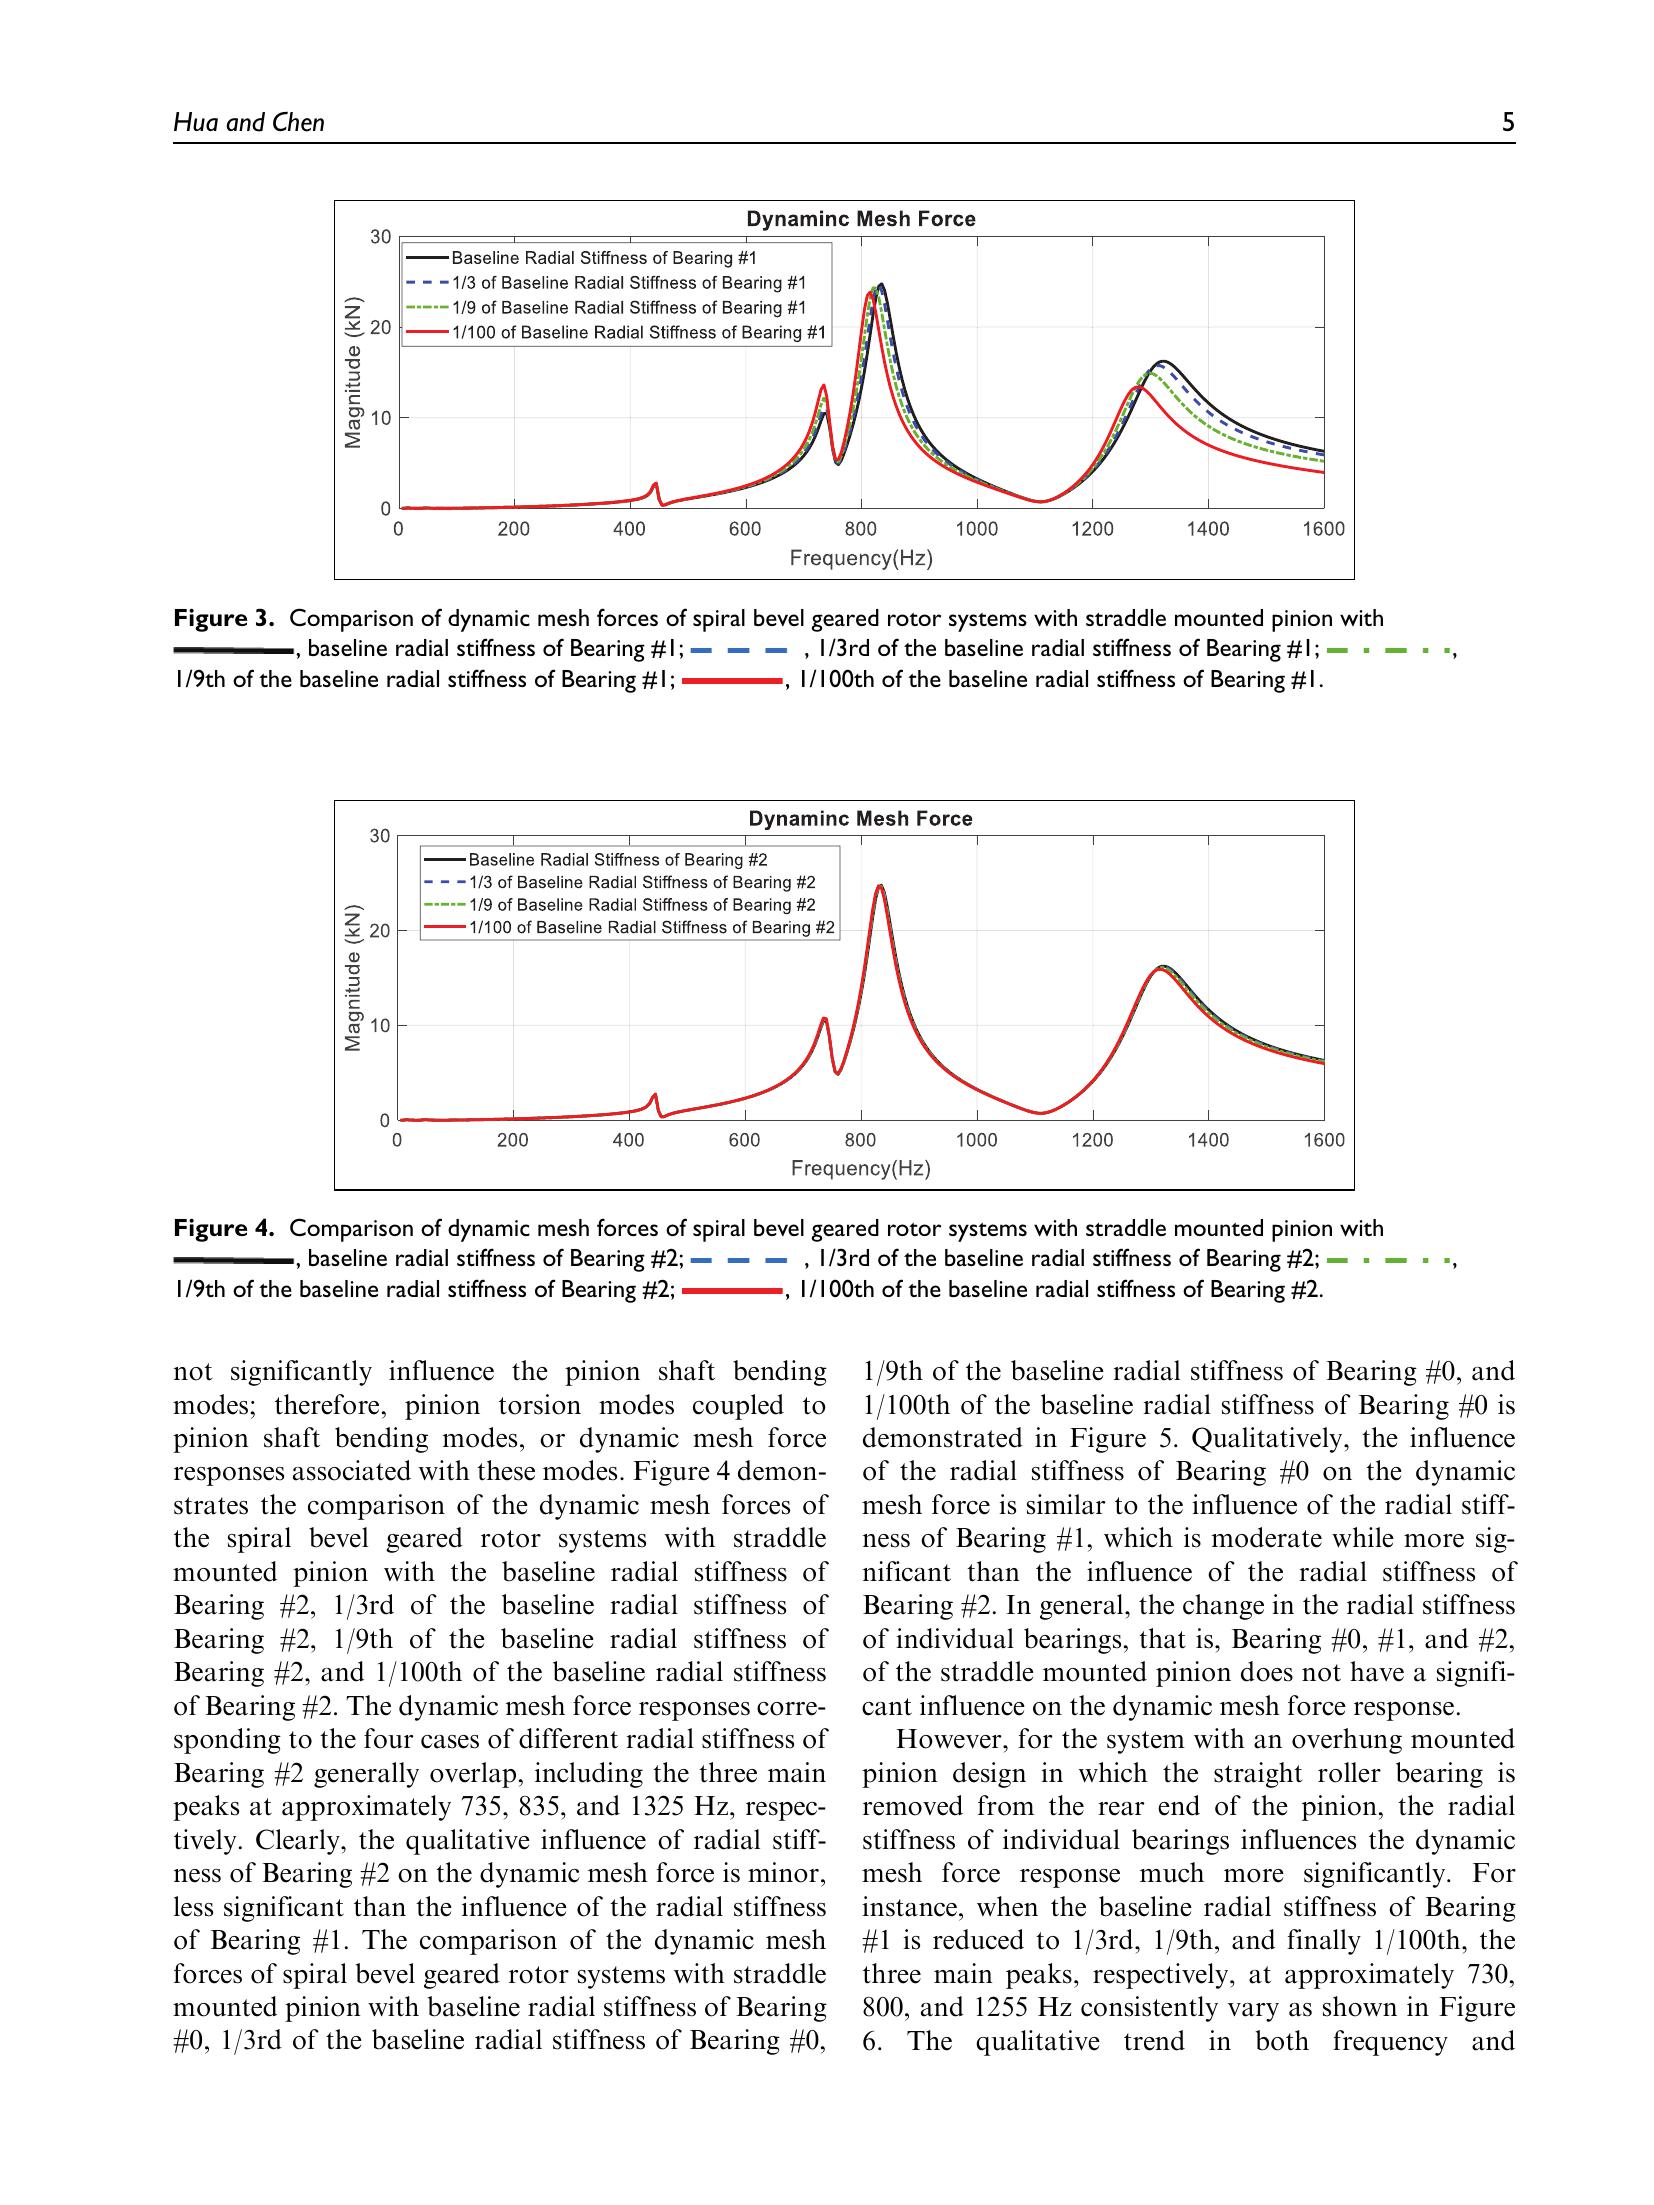 Hua and Chen 5
Dynaminc Mesh Force
30
20
10
0
Magnitude (kN)
Baseline Radial Stiffness of Bearing #1
1/3 of Baseline Radial Stiffness of Bearing #1
1/9 of Baseline Radial Stiffness of Bearing #1
1/100 of Baseline Radial Stiffness of Bearing #1
0 200 400 600 800 1000 1200 1400 1600
Frequency(Hz)
Figure 3. Comparison of dynamic mesh forces of spiral bevel geared rotor systems with straddle mounted pinion with
, baseline radial stiffness of Bearing #1; , 1/3rd of the baseline radial stiffness of Bearing #1; ,
1/9th of the baseline radial stiffness of Bearing #1; , 1/100th of the baseline radial stiffness of Bearing #1.
Dynaminc Mesh Force
30
20
10
0
Magnitude (kN)
Baseline Radial Stiffness of Bearing #2
1/3 of Baseline Radial Stiffness of Bearing #2
1/9 of Baseline Radial Stiffness of Bearing #2
1/100 of Baseline Radial Stiffness of Bearing #2
0 200 400 600 800 1000 1200 1400 1600
Frequency(Hz)
Figure 4. Comparison of dynamic mesh forces of spiral bevel geared rotor systems with straddle mounted pinion with
, baseline radial stiffness of Bearing #2; , 1/3rd of the baseline radial stiffness of Bearing #2; ,
1/9th of the baseline radial stiffness of Bearing #2; , 1/100th of the baseline radial stiffness of Bearing #2.
not significantly influence the pinion shaft bending
modes; therefore, pinion torsion modes coupled to
pinion shaft bending modes, or dynamic mesh force
responses associated with these modes. Figure 4 demon-
strates the comparison of the dynamic mesh forces of
the spiral bevel geared rotor systems with straddle
mounted pinion with the baseline radial stiffness of
Bearing #2, 1/3rd of the baseline radial stiffness of
Bearing #2, 1/9th of the baseline radial stiffness of
Bearing #2, and 1/100th of the baseline radial stiffness
of Bearing #2. The dynamic mesh force responses corre-
sponding to the four cases of different radial stiffness of
Bearing #2 generally overlap, including the three main
peaks at approximately 735, 835, and 1325 Hz, respec-
tively. Clearly, the qualitative influence of radial stiff-
ness of Bearing #2 on the dynamic mesh force is minor,
less significant than the influence of the radial stiffness
of Bearing #1. The comparison of the dynamic mesh
forces of spiral bevel geared rotor systems with straddle
mounted pinion with baseline radial stiffness of Bearing
#0, 1/3rd of the baseline radial stiffness of Bearing #0,
1/9th of the baseline radial stiffness of Bearing #0, and
1/100th of the baseline radial stiffness of Bearing #0 is
demonstrated in Figure 5. Qualitatively, the influence
of the radial stiffness of Bearing #0 on the dynamic
mesh force is similar to the influence of the radial stiff-
ness of Bearing #1, which is moderate while more sig-
nificant than the influence of the radial stiffness of
Bearing #2. In general, the change in the radial stiffness
of individual bearings, that is, Bearing #0, #1, and #2,
of the straddle mounted pinion does not have a signifi-
cant influence on the dynamic mesh force response.
However, for the system with an overhung mounted
pinion design in which the straight roller bearing is
removed from the rear end of the pinion, the radial
stiffness of individual bearings influences the dynamic
mesh force response much more significantly. For
instance, when the baseline radial stiffness of Bearing
#1 is reduced to 1/3rd, 1/9th, and finally 1/100th, the
three main peaks, respectively, at approximately 730,
800, and 1255 Hz consistently vary as shown in Figure
6. The qualitative trend in both frequency and